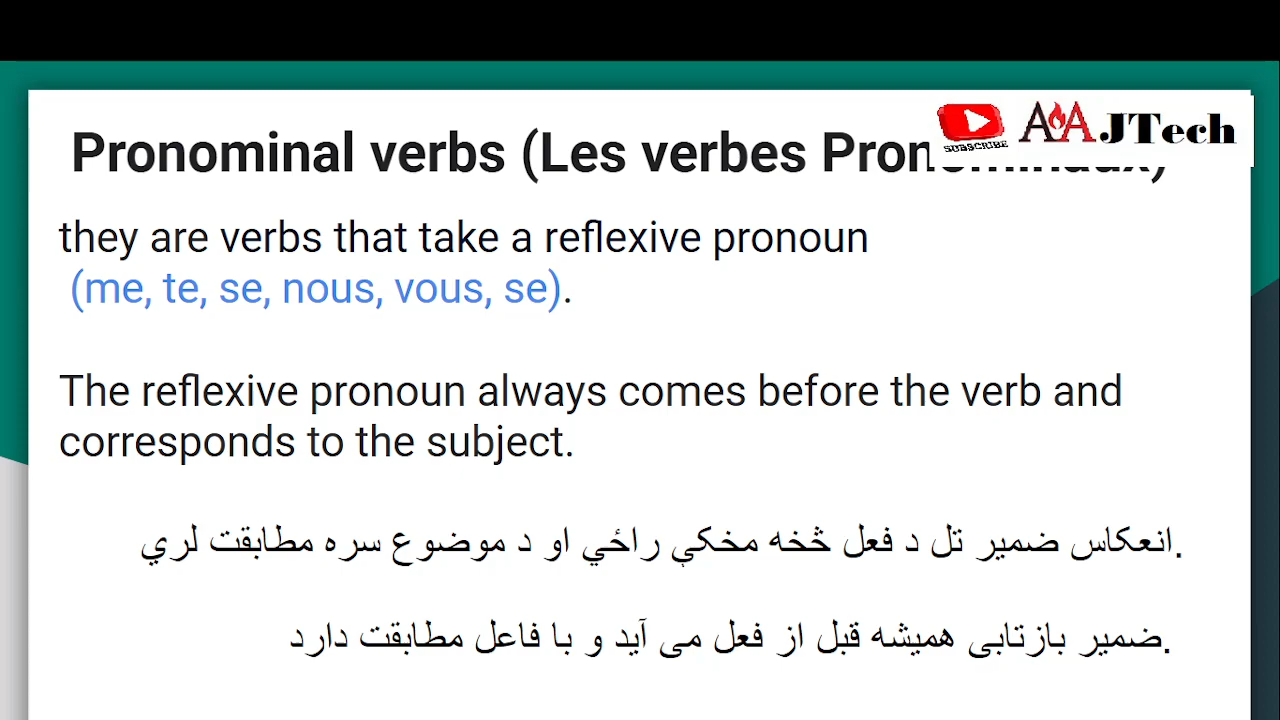 Pronominal verbs (Les verbes Pronominaux)
SUBSCRIBE
AAA JTech
they are verbs that take a reflexive pronoun
(me, te, se, nous, vous, se).
The reflexive pronoun always comes before the verb and
corresponds to the subject.
انعکاس ضمیر تل د فعل څخه مخکې راځي او د موضوع سره مطابقت لري.
ضمیر بازتابی همیشه قبل از فعل می آید و با فاعل مطابقت دارد.